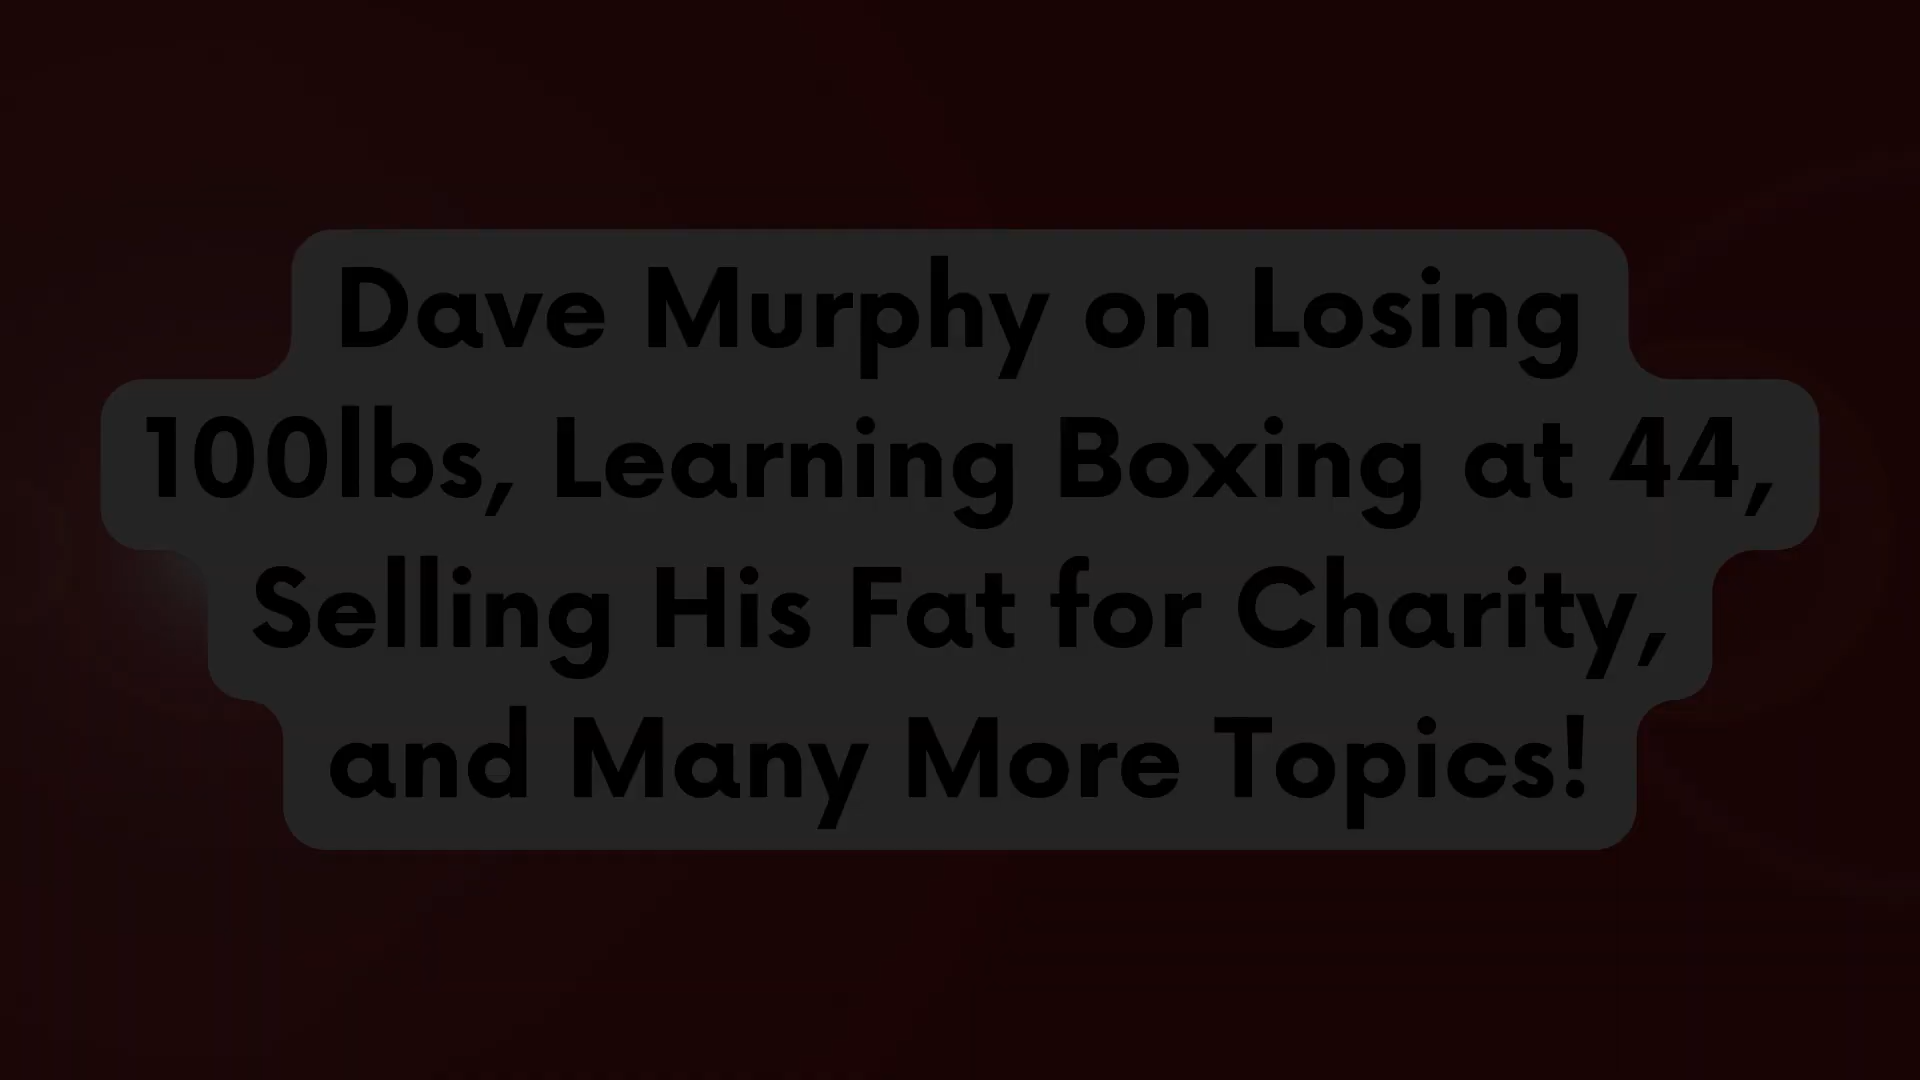 Dave Murphy on Losing
100lbs, Learning Boxing at 44,
Selling His Fat for Charity,
and Many More Topics!